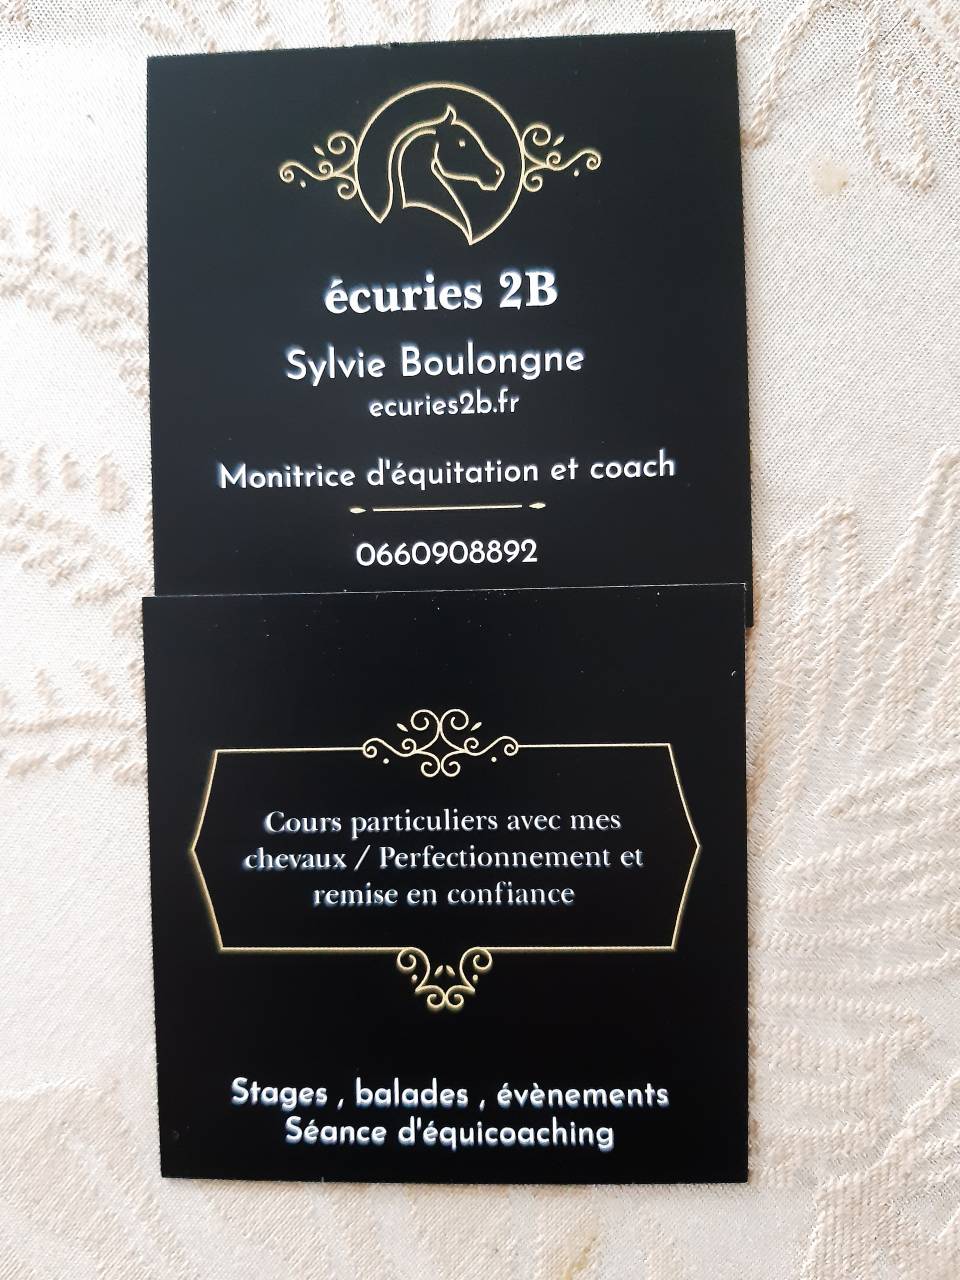 écuries 2B
Sylvie Boulongne
ecuries2b.fr
Monitrice d'équitation et coach
0660908892
Cours particuliers avec mes
chevaux / Perfectionnement et
remise en confiance
Stages , balades , évènements
Séance d'équicoaching